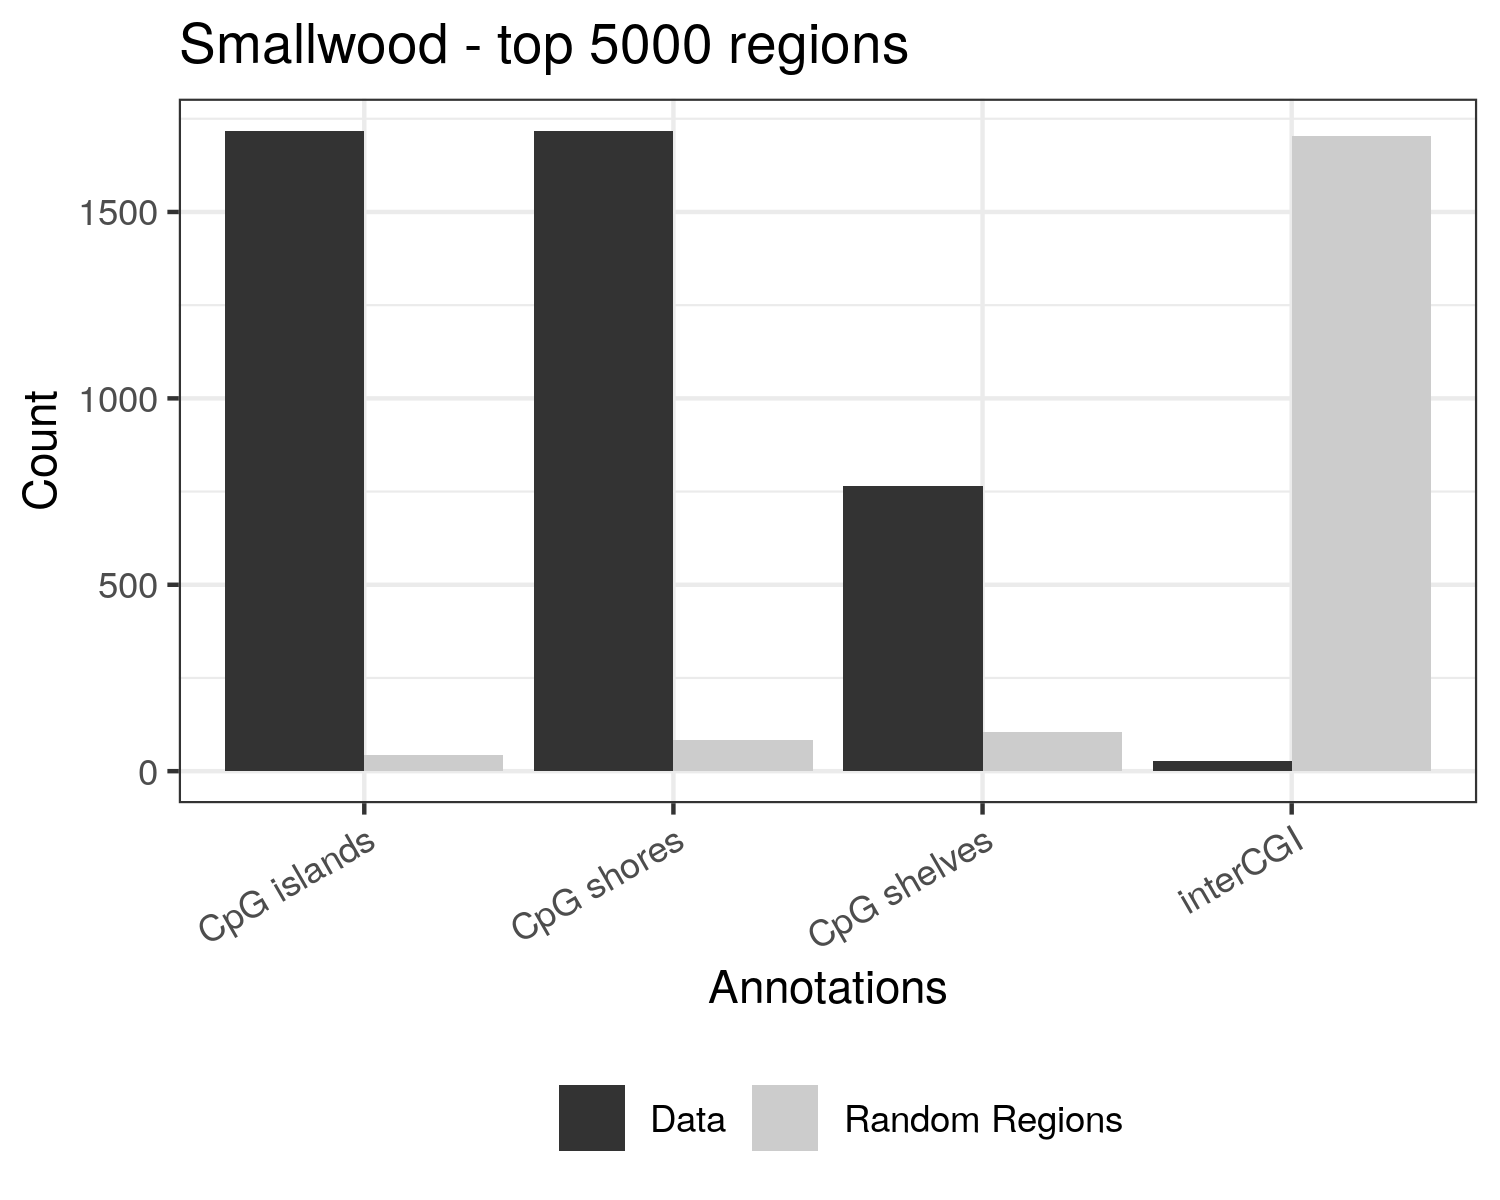 Smallwood - top 5000 regions
Count
1500
1000
500
0
CpG islands
CpG shores
CpG shelves
interCGI
Annotations
Data
Random Regions